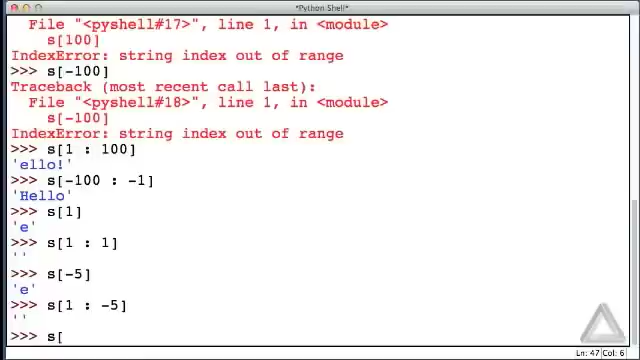 *Python Shell*
File "<pyshell#17>", line 1, in <module>
s[100]
IndexError: string index out of range
>>> s[-100]
Traceback (most recent call last):
File "<pyshell#18>", line 1, in <module>
s[-100]
IndexError: string index out of range
>>> s[1 : 100]
'ello!'
>>> s[-100 : -1]
'Hello'
>>> s[1]
'e'
>>> s[1 : 1]
''
>>> s[-5]
'e'
>>> s[1 : -5]
''
>>> s[
Ln: 47 Col: 6